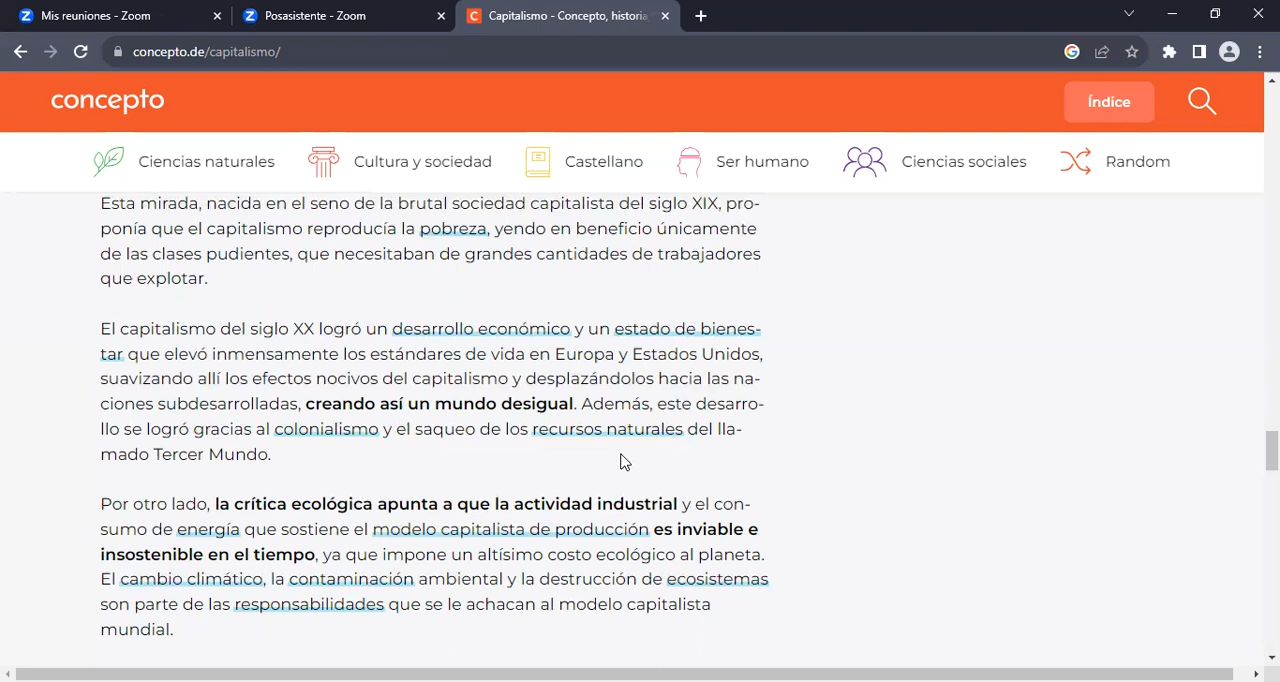 Mis reuniones - Zoom
Posasistente - Zoom
Capitalismo - Concepto, historia
concepto.de/capitalismo/
concepto
Índice
Ciencias naturales
Cultura y sociedad
Castellano
Ser humano
Ciencias sociales
Random
Esta mirada, nacida en el seno de la brutal sociedad capitalista del siglo XIX, pro-
ponía que el capitalismo reproducía la pobreza, yendo en beneficio únicamente
de las clases pudientes, que necesitaban de grandes cantidades de trabajadores
que explotar.
El capitalismo del siglo XX logró un desarrollo económico y un estado de bienes-
tar que elevó inmensamente los estándares de vida en Europa y Estados Unidos,
suavizando allí los efectos nocivos del capitalismo y desplazándolos hacia las na-
ciones subdesarrolladas, creando así un mundo desigual. Además, este desarro-
llo se logró gracias al colonialismo y el saqueo de los recursos naturales del lla-
mado Tercer Mundo.
Por otro lado, la crítica ecológica apunta a que la actividad industrial y el con-
sumo de energía que sostiene el modelo capitalista de producción es inviable e
insostenible en el tiempo, ya que impone un altísimo costo ecológico al planeta.
El cambio climático, la contaminación ambiental y la destrucción de ecosistemas
son parte de las responsabilidades que se le achacan al modelo capitalista
mundial.